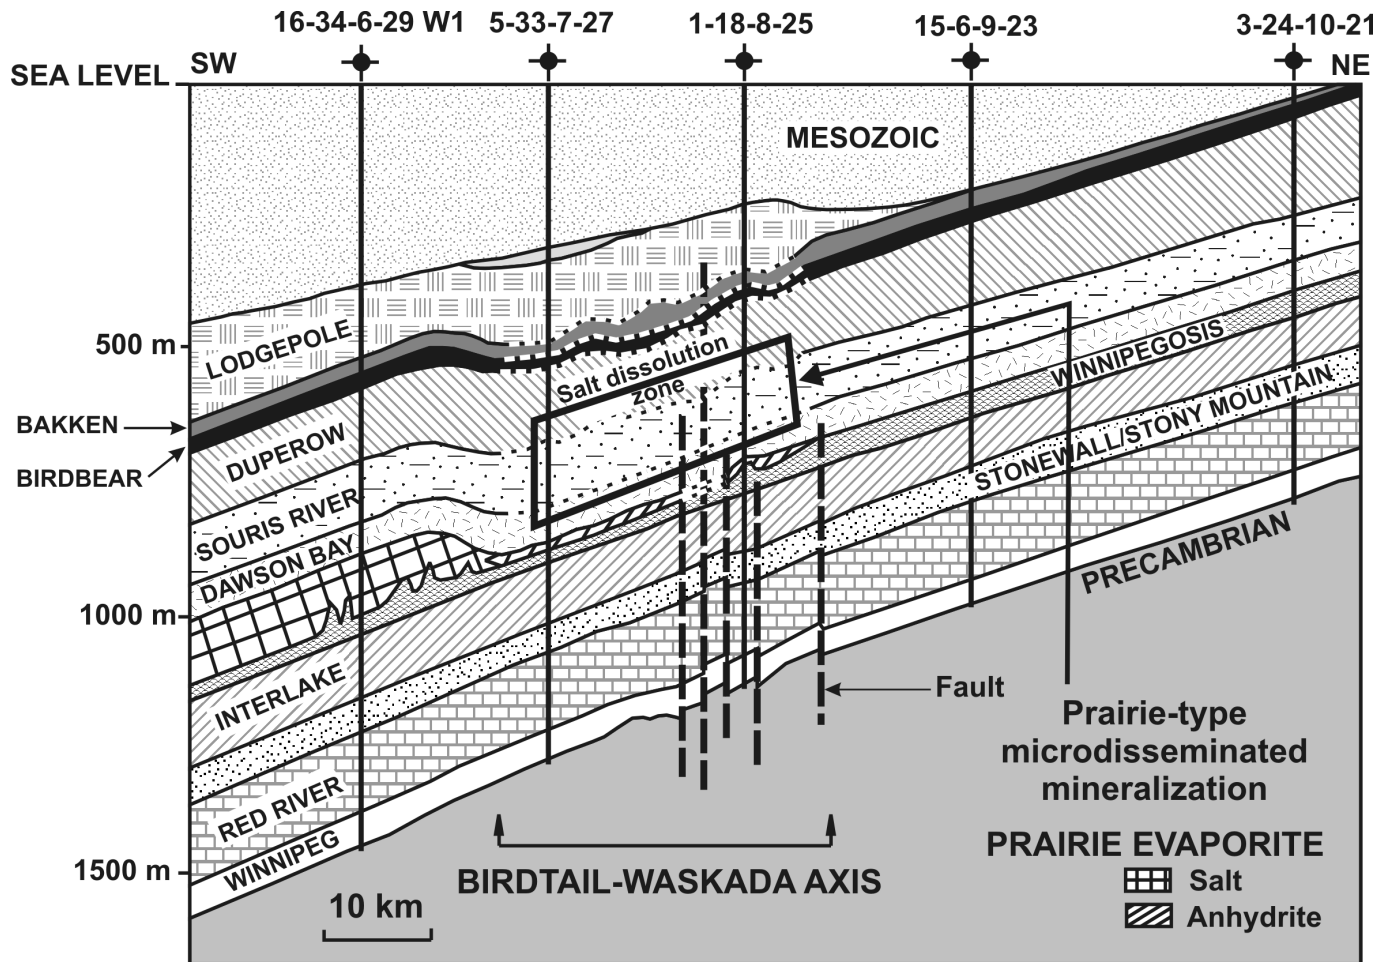 16-34-6-29 W1 5-33-7-27 1-18-8-25 15-6-9-23 3-24-10-21
SW
NE
SEA LEVEL
MESOZOIC
500 m
LODGEPOLE
Salt dissolution
zone
BAKKEN
BIRDBEAR
DUPEROW
WINNIPEGOSIS
STONEWALL/STONY MOUNTAIN
SOURIS RIVER
DAWSON BAY
1000 m
PRECAMBRIAN
INTERLAKE
Fault
Prairie-type
microdisseminated
mineralization
RED RIVER
WINNIPEG
1500 m
BIRDTAIL-WASKADA AXIS
10 km
PRAIRIE EVAPORITE
Salt
Anhydrite